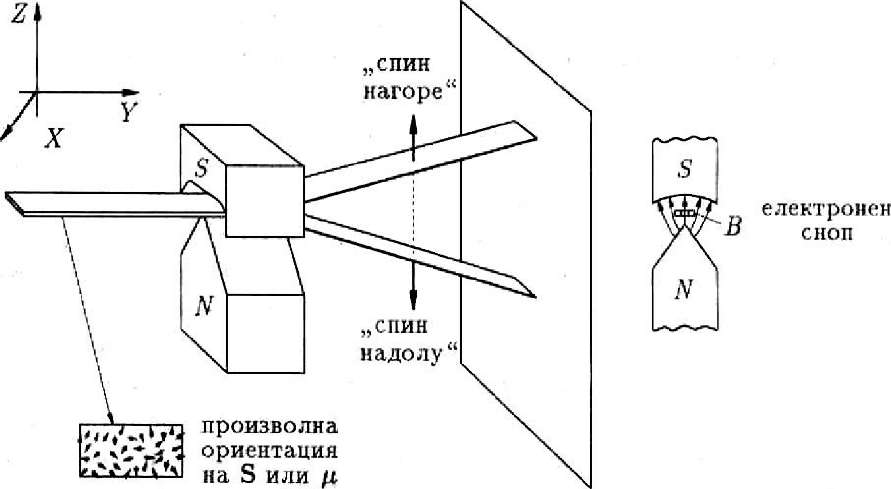 Z
Y
X
„спин
нагоре“
S
N
„спин
надолу“
произволна
ориентация
на S или μ
S
B
N
електронен
сноп